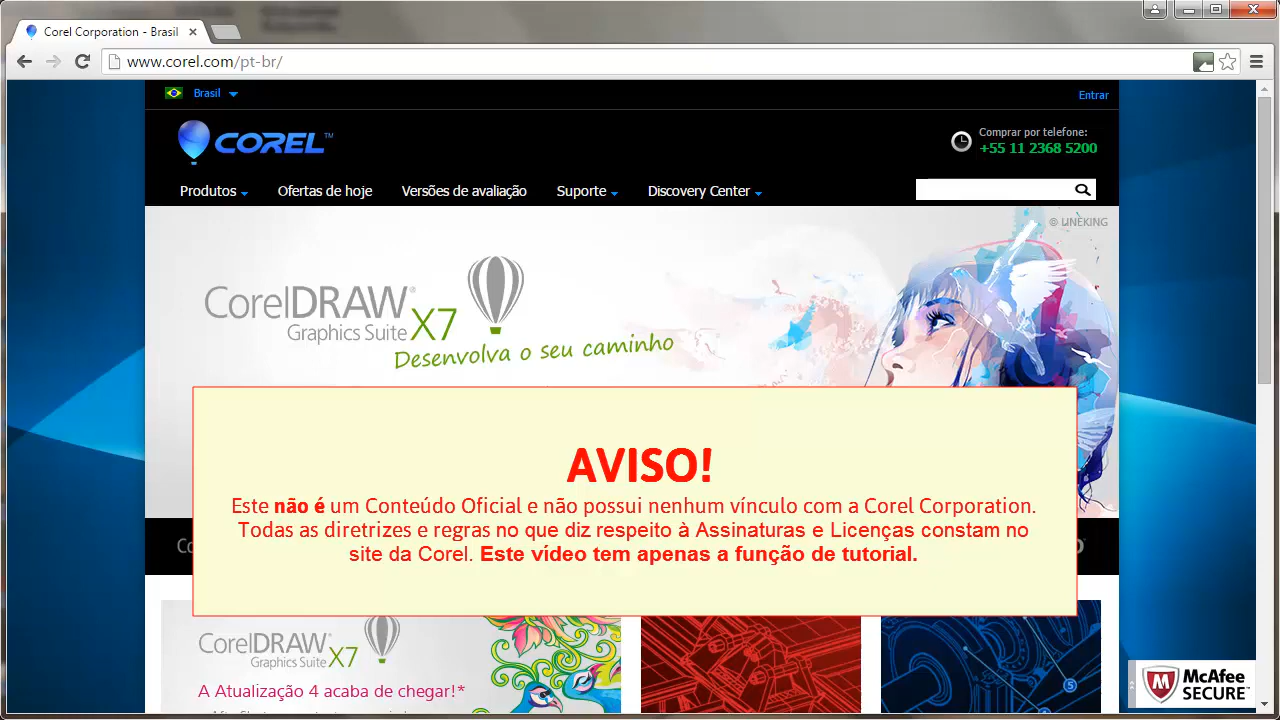 Corel Corporation - Brasil
www.corel.com/pt-br/
Brasil
Entrar
COREL™
Comprar por telefone:
+55 11 2368 5200
Produtos
Ofertas de hoje
Versões de avaliação
Suporte
Discovery Center
© UNEKING
CorelDRAW®
Graphics Suite X7
Desenvolva o seu caminho
AVISO!
Este não é um Conteúdo Oficial e não possui nenhum vínculo com a Corel Corporation.
Todas as diretrizes e regras no que diz respeito à Assinaturas e Licenças constam no
site da Corel. Este vídeo tem apenas a função de tutorial.
CorelDRAW®
Graphics Suite X7
A Atualização 4 acaba de chegar!*
5
McAfee
SECURE™